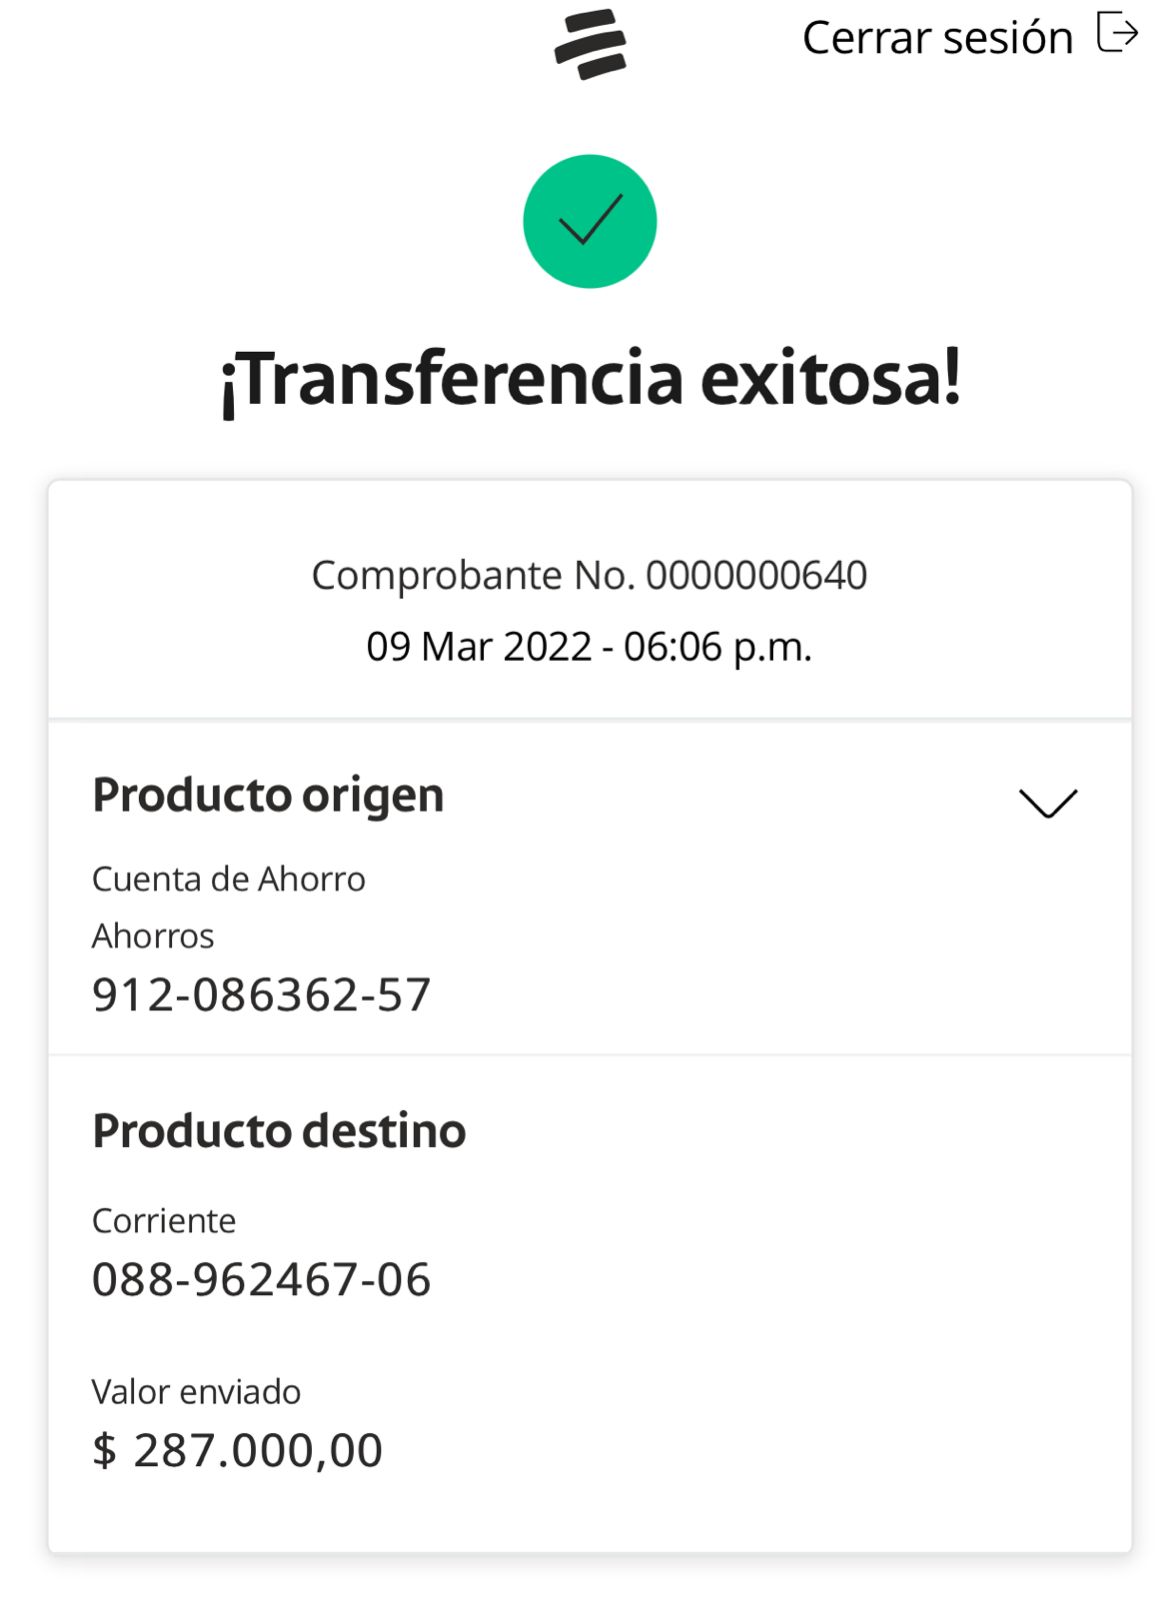 Cerrar sesión
¡Transferencia exitosa!
Comprobante No. 0000000640
09 Mar 2022 - 06:06 p.m.
Producto origen
Cuenta de Ahorro
Ahorros
912-086362-57
Producto destino
Corriente
088-962467-06
Valor enviado
$ 287.000,00